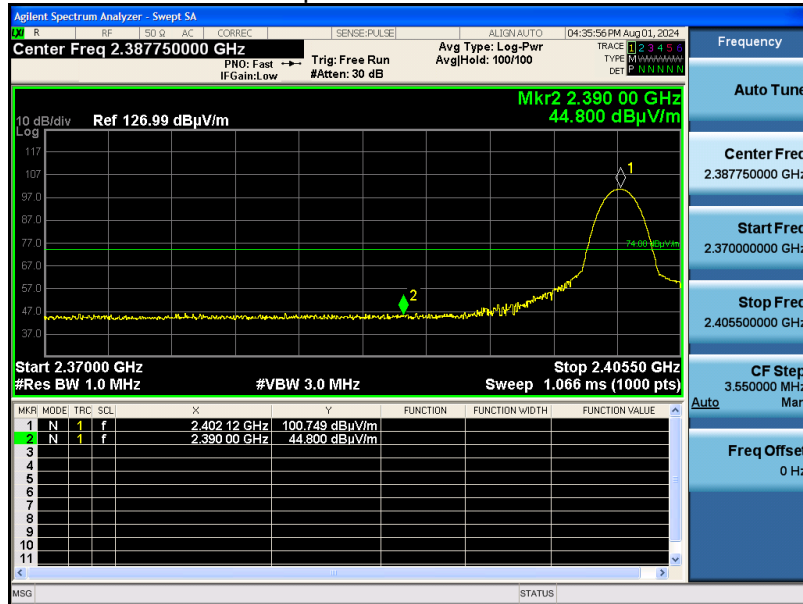 Agilent Spectrum Analyzer - Swept SA
LXI R RF 50 Ω AC CORREC SENSE:PULSE ALIGN AUTO 04:35:56 PM Aug 01, 2024
Center Freq 2.387750000 GHz
PNO: Fast
IFGain:Low
Trig: Free Run
#Atten: 30 dB
Avg Type: Log-Pwr
Avg|Hold: 100/100
TRACE 1 2 3 4 5 6
TYPE M WWWWW
DET P N N N N N
Mkr2 2.390 00 GHz
44.800 dBµV/m
10 dB/div Ref 126.99 dBµV/m
Log
117
107
97.0
87.0
77.0
67.0
57.0
47.0
37.0
1
2
74.00 dBµV/m
Start 2.37000 GHz Stop 2.40550 GHz
#Res BW 1.0 MHz #VBW 3.0 MHz Sweep 1.066 ms (1000 pts)
MKR MODE TRC SCL X Y FUNCTION FUNCTION WIDTH FUNCTION VALUE
1 N 1 f 2.402 12 GHz 100.749 dBµV/m
2 N 1 f 2.390 00 GHz 44.800 dBµV/m
3
4
5
6
7
8
9
10
11
MSG STATUS
Frequency
Auto Tune
Center Freq
2.387750000 GHz
Start Freq
2.370000000 GHz
Stop Freq
2.405500000 GHz
CF Step
3.550000 MHz
Auto Man
Freq Offset
0 Hz